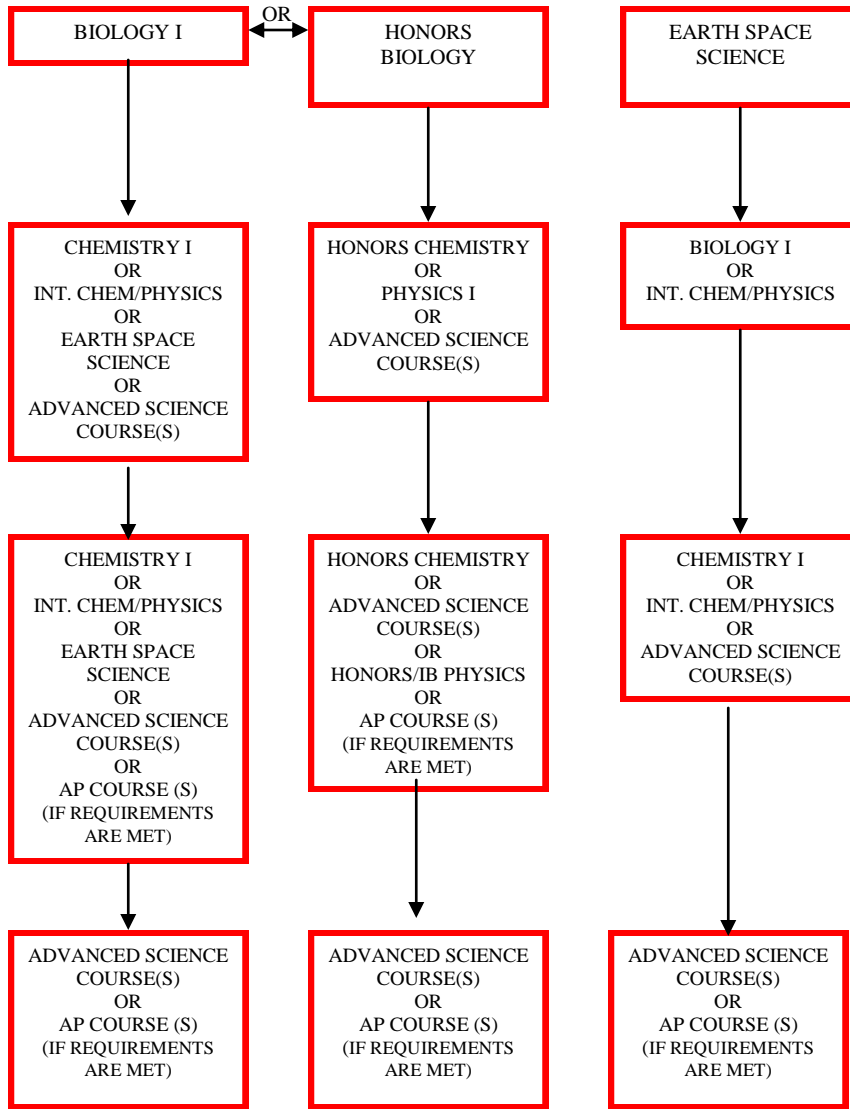 BIOLOGY I
OR
HONORS
BIOLOGY
EARTH SPACE
SCIENCE
CHEMISTRY I
OR
INT. CHEM/PHYSICS
OR
EARTH SPACE
SCIENCE
OR
ADVANCED SCIENCE
COURSE(S)
HONORS CHEMISTRY
OR
PHYSICS I
OR
ADVANCED SCIENCE
COURSE(S)
BIOLOGY I
OR
INT. CHEM/PHYSICS
CHEMISTRY I
OR
INT. CHEM/PHYSICS
OR
EARTH SPACE
SCIENCE
OR
ADVANCED SCIENCE
COURSE(S)
OR
AP COURSE (S)
(IF REQUIREMENTS
ARE MET)
HONORS CHEMISTRY
OR
ADVANCED SCIENCE
COURSE(S)
OR
HONORS/IB PHYSICS
OR
AP COURSE (S)
(IF REQUIREMENTS
ARE MET)
CHEMISTRY I
OR
INT. CHEM/PHYSICS
OR
ADVANCED SCIENCE
COURSE(S)
ADVANCED SCIENCE
COURSE(S)
OR
AP COURSE (S)
(IF REQUIREMENTS
ARE MET)
ADVANCED SCIENCE
COURSE(S)
OR
AP COURSE (S)
(IF REQUIREMENTS
ARE MET)
ADVANCED SCIENCE
COURSE(S)
OR
AP COURSE (S)
(IF REQUIREMENTS
ARE MET)